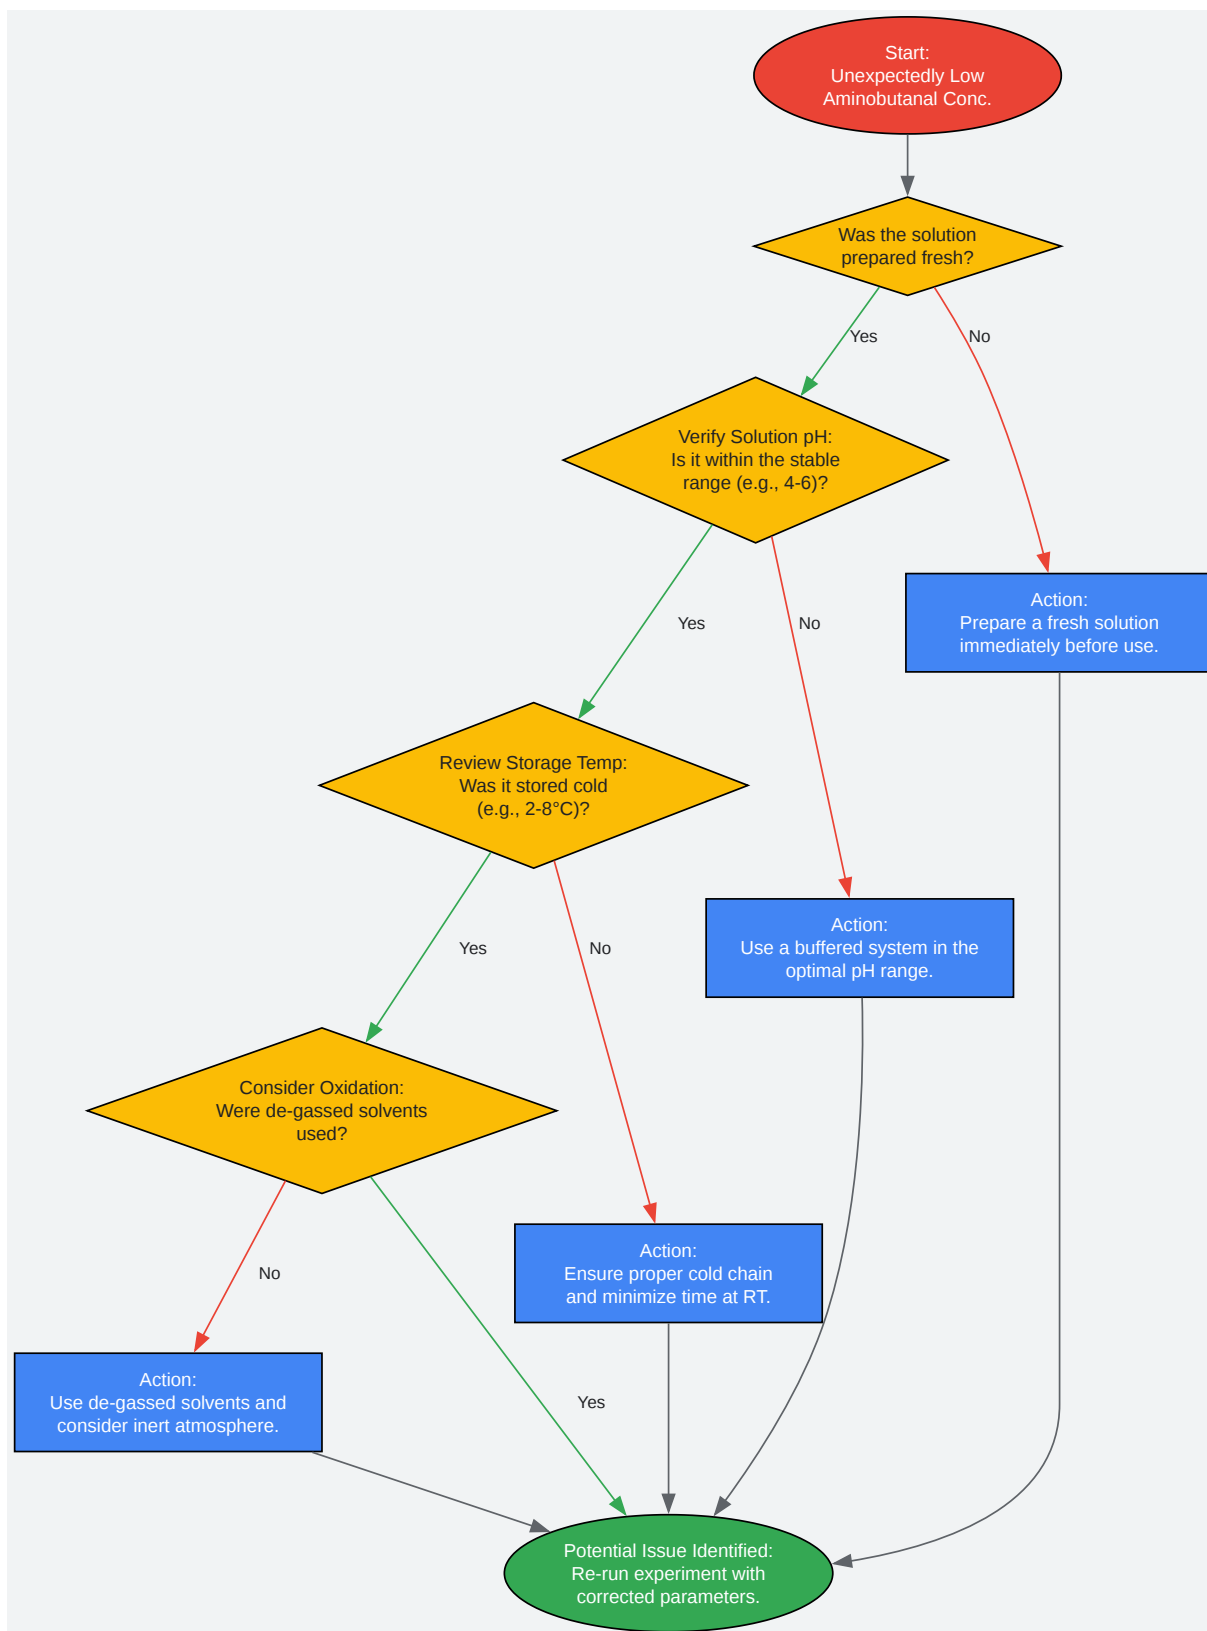 Start:
Unexpectedly Low
Aminobutanal Conc.
Was the solution
prepared fresh?
Yes
No
Verify Solution pH:
Is it within the stable
range (e.g., 4-6)?
Action:
Prepare a fresh solution
immediately before use.
Yes
No
Review Storage Temp:
Was it stored cold
(e.g., 2-8°C)?
Action:
Use a buffered system in the
optimal pH range.
Yes
No
Consider Oxidation:
Were de-gassed solvents
used?
Action:
Ensure proper cold chain
and minimize time at RT.
No
Yes
Action:
Use de-gassed solvents and
consider inert atmosphere.
Potential Issue Identified:
Re-run experiment with
corrected parameters.